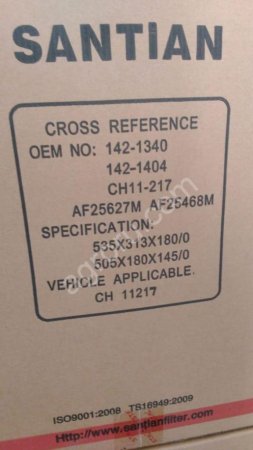 SANTIAN
CROSS REFERENCE
OEM NO: 142-1340
142-1404
CH11-217
AF25627M AF25468M
SPECIFICATION:
535X313X180/0
505X180X145/0
VEHICLE APPLICABLE.
CH 11217
ISO9001:2008 TS16949:2009
Http://www.santianfilter.com